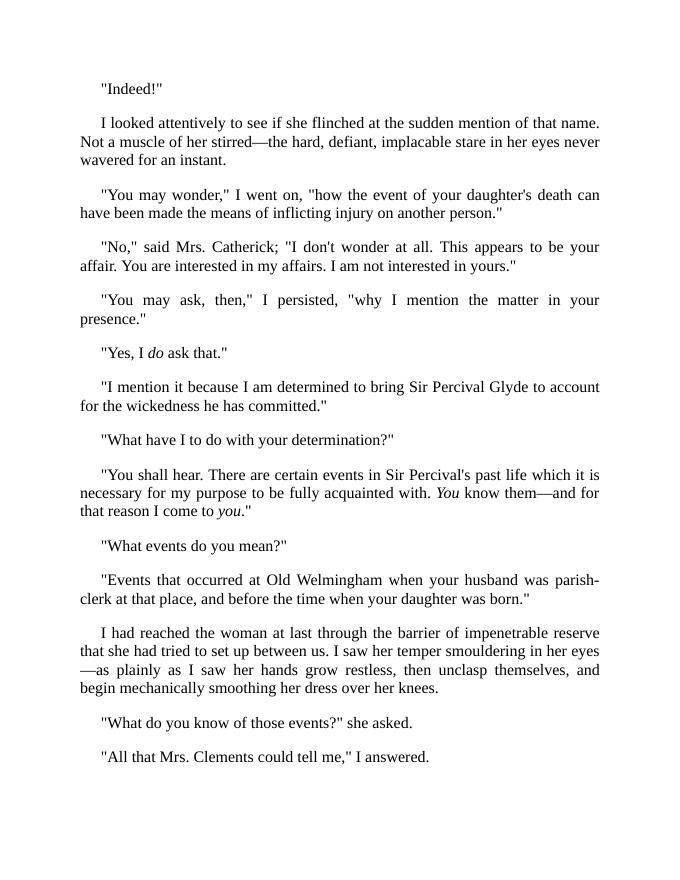 "Indeed!"
I looked attentively to see if she flinched at the sudden mention of that name.
Not a muscle of her stirred—the hard, defiant, implacable stare in her eyes never
wavered for an instant.
"You may wonder," I went on, "how the event of your daughter's death can
have been made the means of inflicting injury on another person."
"No," said Mrs. Catherick; "I don't wonder at all. This appears to be your
affair. You are interested in my affairs. I am not interested in yours."
"You may ask, then," I persisted, "why I mention the matter in your
presence."
"Yes, I do ask that."
"I mention it because I am determined to bring Sir Percival Glyde to account
for the wickedness he has committed."
"What have I to do with your determination?"
"You shall hear. There are certain events in Sir Percival's past life which it is
necessary for my purpose to be fully acquainted with. You know them—and for
that reason I come to you."
"What events do you mean?"
"Events that occurred at Old Welmingham when your husband was parish-
clerk at that place, and before the time when your daughter was born."
I had reached the woman at last through the barrier of impenetrable reserve
that she had tried to set up between us. I saw her temper smouldering in her eyes
—as plainly as I saw her hands grow restless, then unclasp themselves, and
begin mechanically smoothing her dress over her knees.
"What do you know of those events?" she asked.
"All that Mrs. Clements could tell me," I answered.